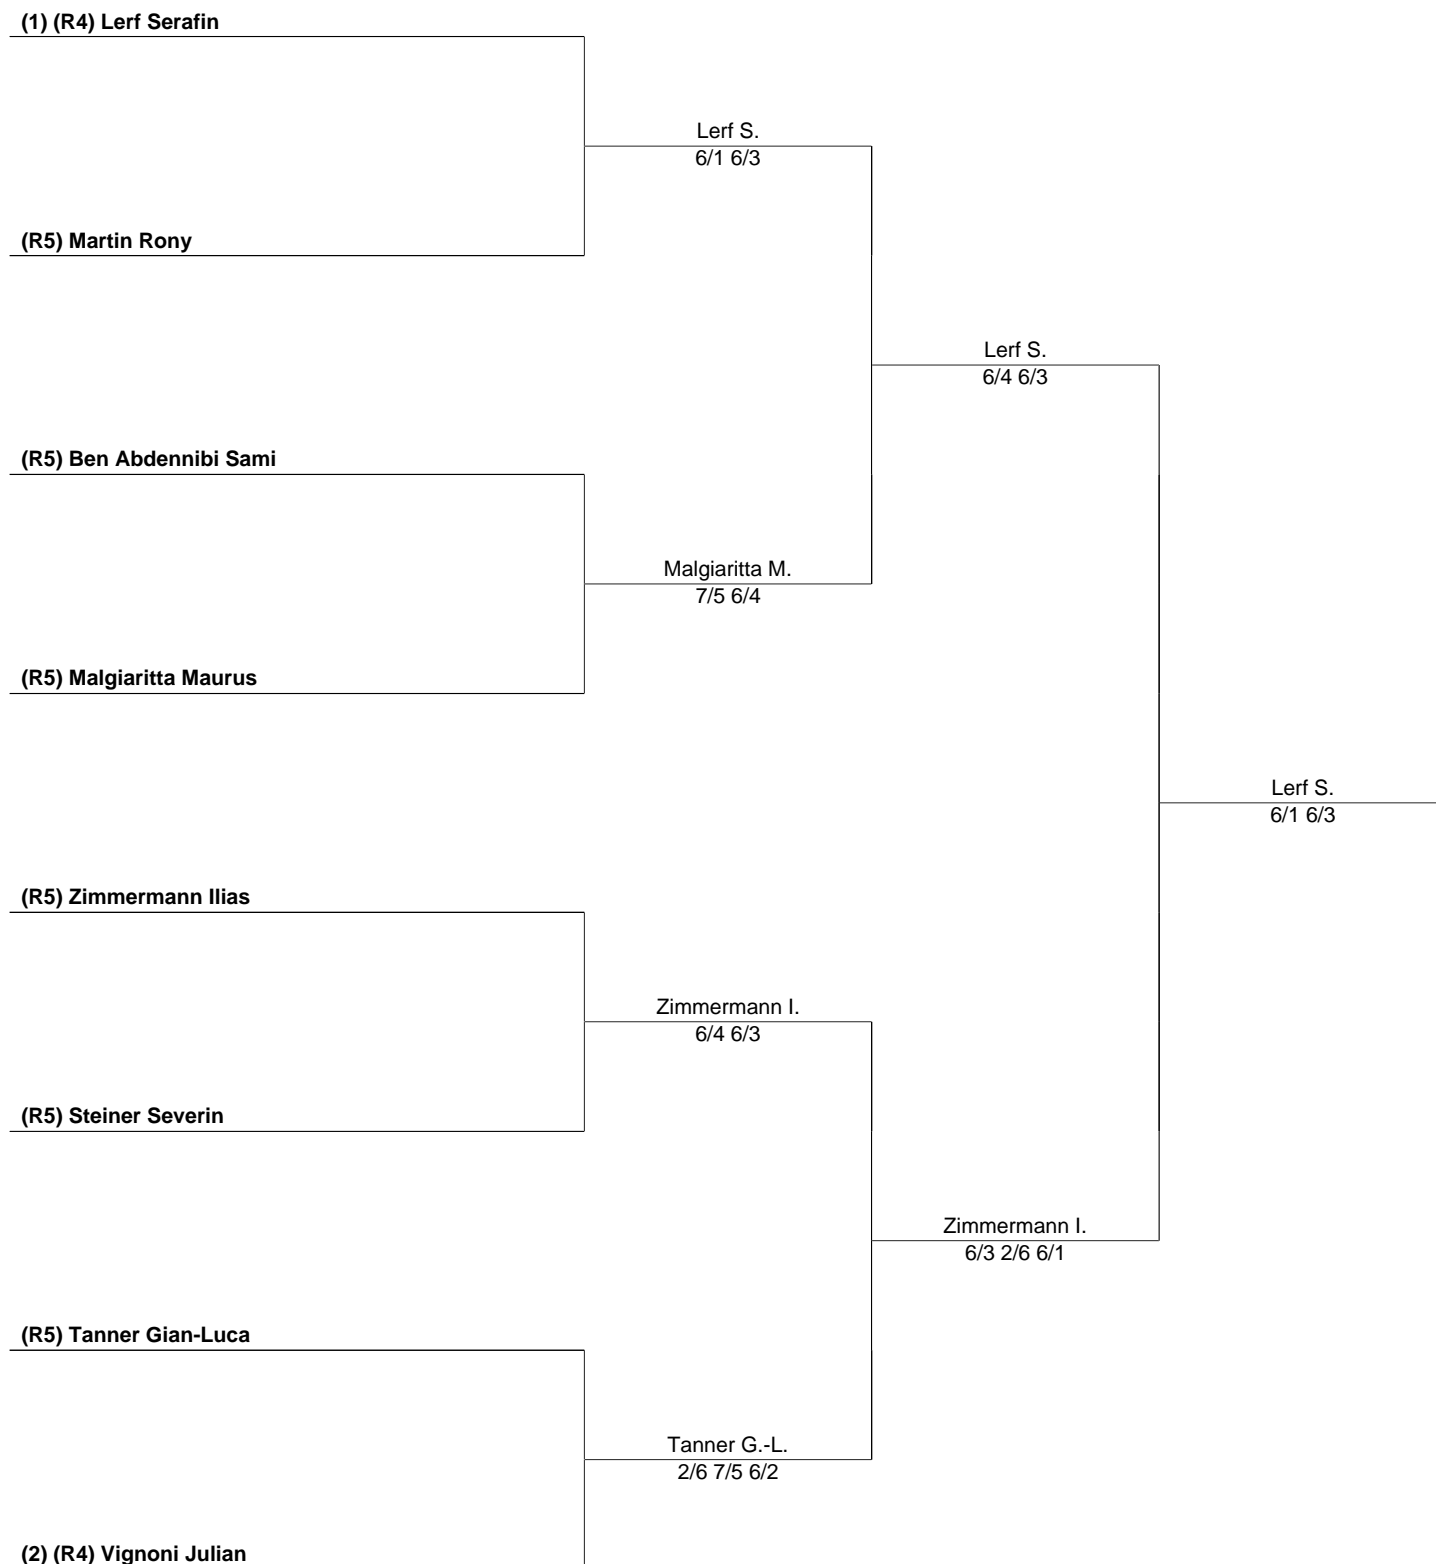 (1) (R4) Lerf Serafin
Lerf S.
6/1 6/3
(R5) Martin Rony
Lerf S.
6/4 6/3
(R5) Ben Abdennibi Sami
Malgiaritta M.
7/5 6/4
(R5) Malgiaritta Maurus
Lerf S.
6/1 6/3
(R5) Zimmermann Ilias
Zimmermann I.
6/4 6/3
(R5) Steiner Severin
Zimmermann I.
6/3 2/6 6/1
(R5) Tanner Gian-Luca
Tanner G.-L.
2/6 7/5 6/2
(2) (R4) Vignoni Julian